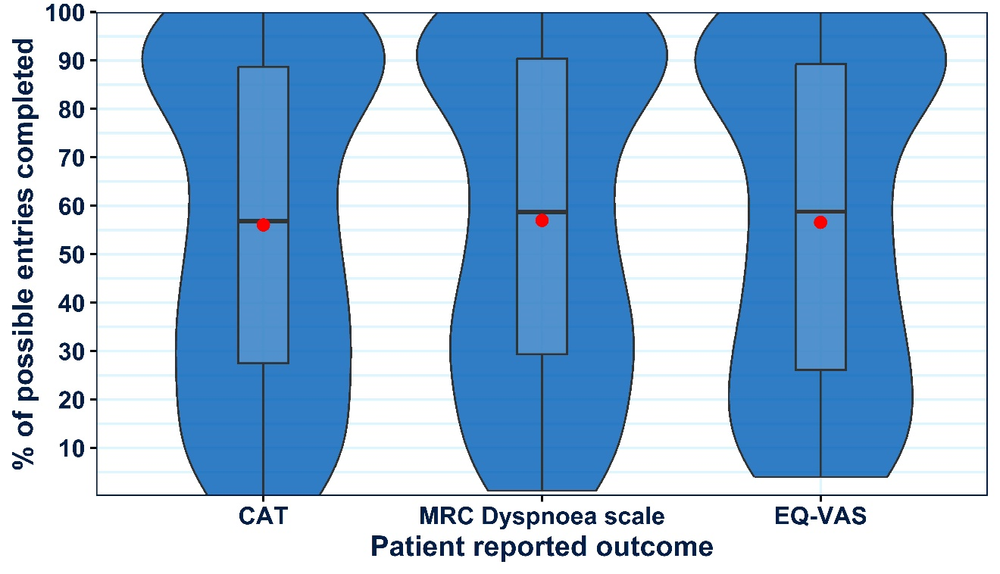 % of possible entries completed
100
90
80
70
60
50
40
30
20
10
CAT
MRC Dyspnoea scale
EQ-VAS
Patient reported outcome